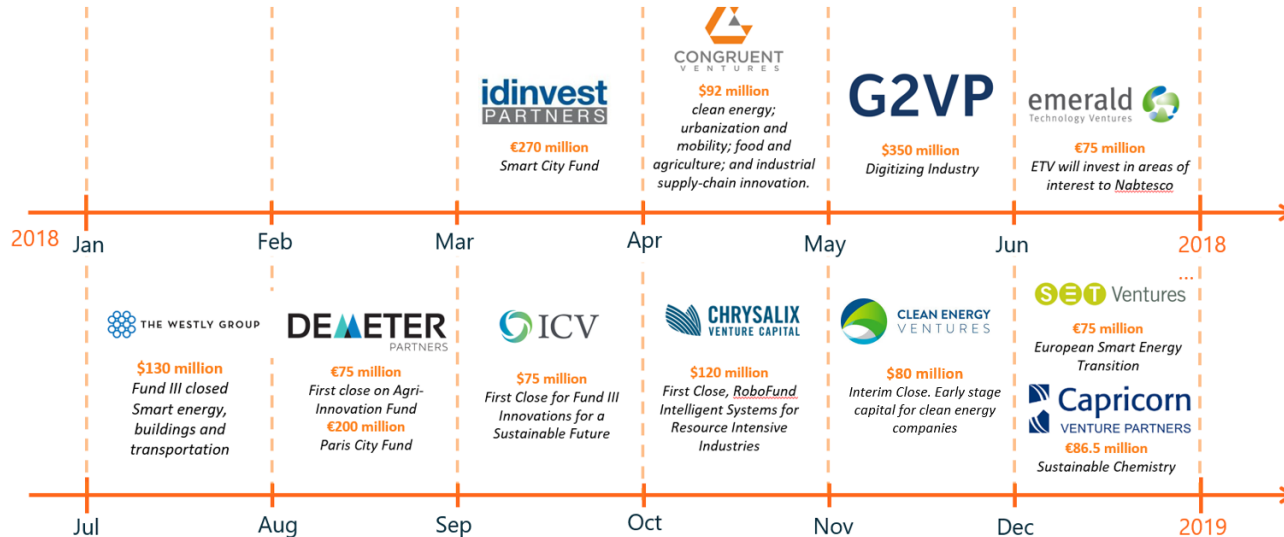 idinvest
PARTNERS
€270 million
Smart City Fund
CONGRUENT
VENTURES
$92 million
clean energy;
urbanization and
mobility; food and
agriculture; and industrial
supply-chain innovation.
G2VP
$350 million
Digitizing Industry
emerald
Technology Ventures
€75 million
ETV will invest in areas of
interest to Nabtesco
2018
Jan
Feb
Mar
Apr
May
Jun
2018
...
THE WESTLY GROUP
$130 million
Fund III closed
Smart energy,
buildings and
transportation
DEMETER
PARTNERS
€75 million
First close on Agri-
Innovation Fund
€200 million
Paris City Fund
ICV
$75 million
First Close for Fund III
Innovations for a
Sustainable Future
CHRYSALIX
VENTURE CAPITAL
$120 million
First Close, RoboFund
Intelligent Systems for
Resource Intensive
Industries
CLEAN ENERGY
VENTURES
$80 million
Interim Close. Early stage
capital for clean energy
companies
SET Ventures
€75 million
European Smart Energy
Transition
Capricorn
VENTURE PARTNERS
€86.5 million
Sustainable Chemistry
Jul
Aug
Sep
Oct
Nov
Dec
2019